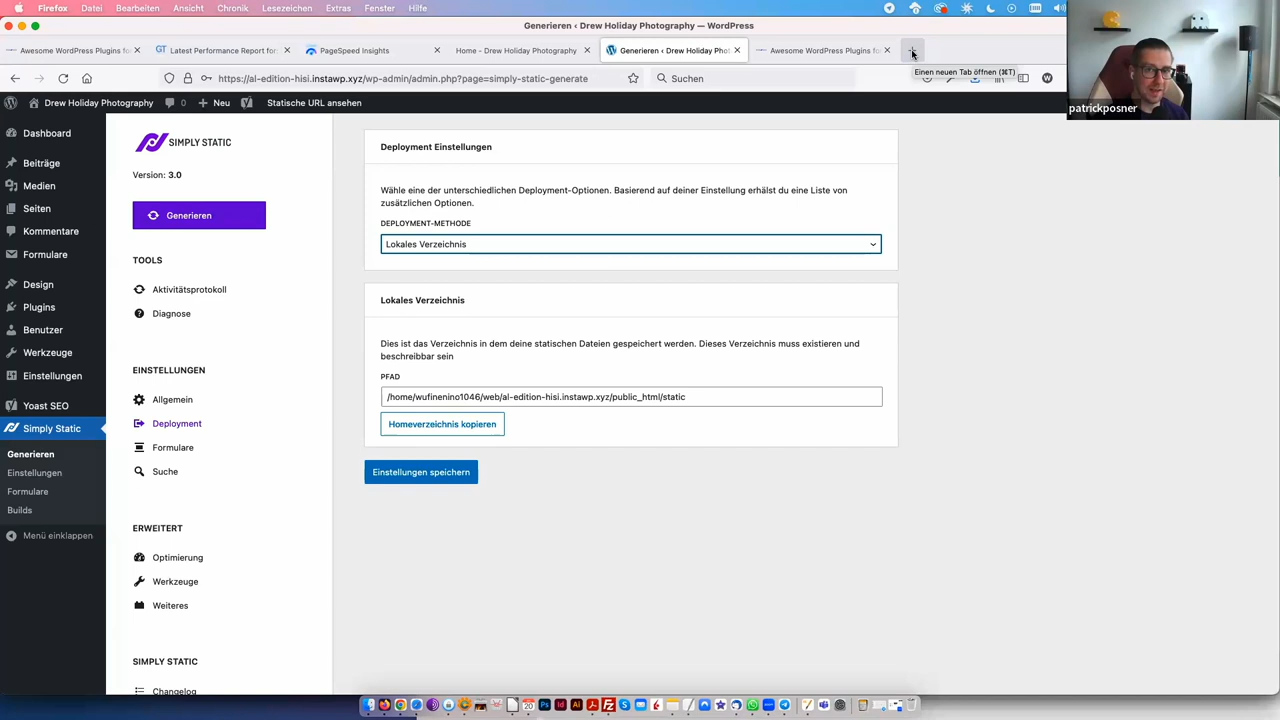 Firefox Datei Bearbeiten Ansicht Chronik Lesezeichen Extras Fenster Hilfe
Generieren ‹ Drew Holiday Photography — WordPress
Awesome WordPress Plugins fo
Latest Performance Report for:
PageSpeed Insights
Home – Drew Holiday Photography
Generieren ‹ Drew Holiday Phot
Awesome WordPress Plugins fo
https://al-edition-hisi.instawp.xyz/wp-admin/admin.php?page=simply-static-generate
Suchen
Einen neuen Tab öffnen (⌘T)
patrickposner
Drew Holiday Photography
0
Neu
Statische URL ansehen
Dashboard
Beiträge
Medien
Seiten
Kommentare
Formulare
Design
Plugins
Benutzer
Werkzeuge
Einstellungen
Yoast SEO
Simply Static
Generieren
Einstellungen
Formulare
Builds
Menü einklappen
SIMPLY STATIC
Version: 3.0
Generieren
TOOLS
Aktivitätsprotokoll
Diagnose
EINSTELLUNGEN
Allgemein
Deployment
Formulare
Suche
ERWEITERT
Optimierung
Werkzeuge
Weiteres
SIMPLY STATIC
Changelog
Deployment Einstellungen
Wähle eine der unterschiedlichen Deployment-Optionen. Basierend auf deiner Einstellung erhälst du eine Liste von
zusätzlichen Optionen.
DEPLOYMENT-METHODE
Lokales Verzeichnis
Lokales Verzeichnis
Dies ist das Verzeichnis in dem deine statischen Dateien gespeichert werden. Dieses Verzeichnis muss existieren und
beschreibbar sein
PFAD
/home/wufinenino1046/web/al-edition-hisi.instawp.xyz/public_html/static
Homeverzeichnis kopieren
Einstellungen speichern